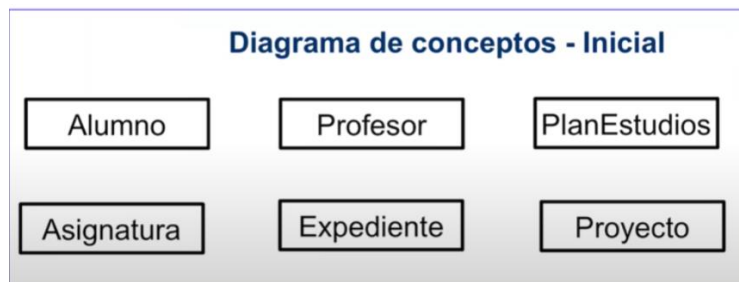 Diagrama de conceptos - Inicial
Alumno
Profesor
PlanEstudios
Asignatura
Expediente
Proyecto